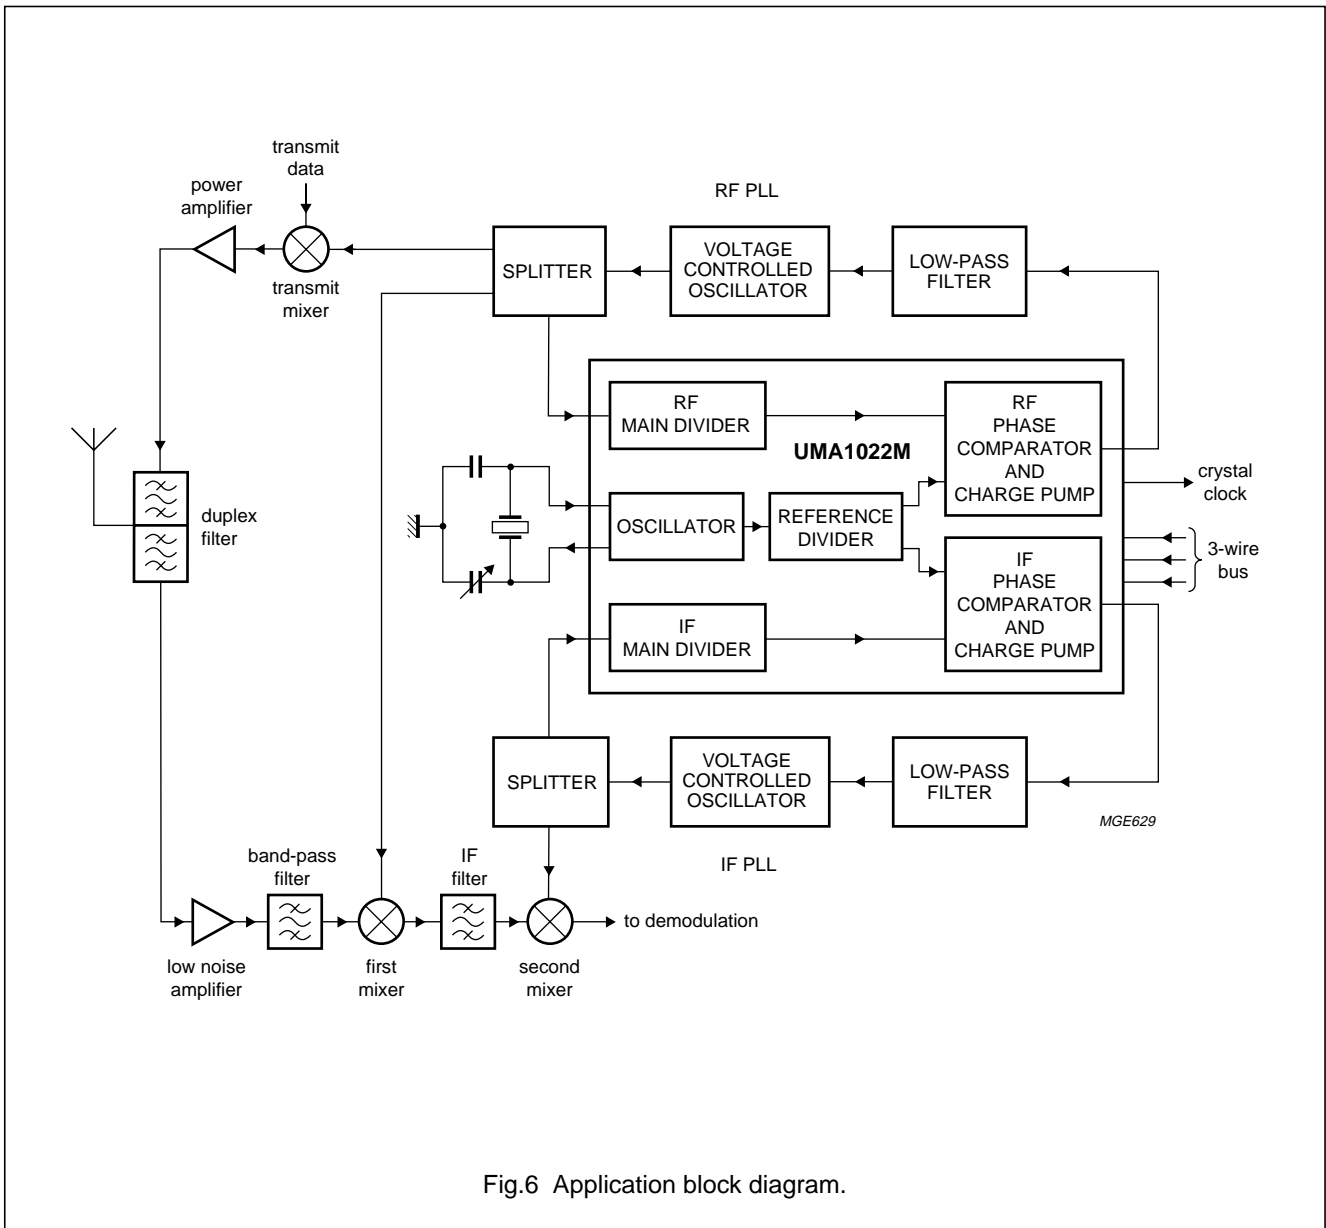 transmit
data
power
amplifier
transmit
mixer
RF PLL
SPLITTER
VOLTAGE
CONTROLLED
OSCILLATOR
LOW-PASS
FILTER
RF
MAIN DIVIDER
RF
PHASE
COMPARATOR
AND
CHARGE PUMP
UMA1022M
crystal
clock
duplex
filter
OSCILLATOR
REFERENCE
DIVIDER
IF
PHASE
COMPARATOR
AND
CHARGE PUMP
3-wire
bus
IF
MAIN DIVIDER
SPLITTER
VOLTAGE
CONTROLLED
OSCILLATOR
LOW-PASS
FILTER
MGE629
IF PLL
band-pass
filter
IF
filter
to demodulation
low noise
amplifier
first
mixer
second
mixer
Fig.6 Application block diagram.